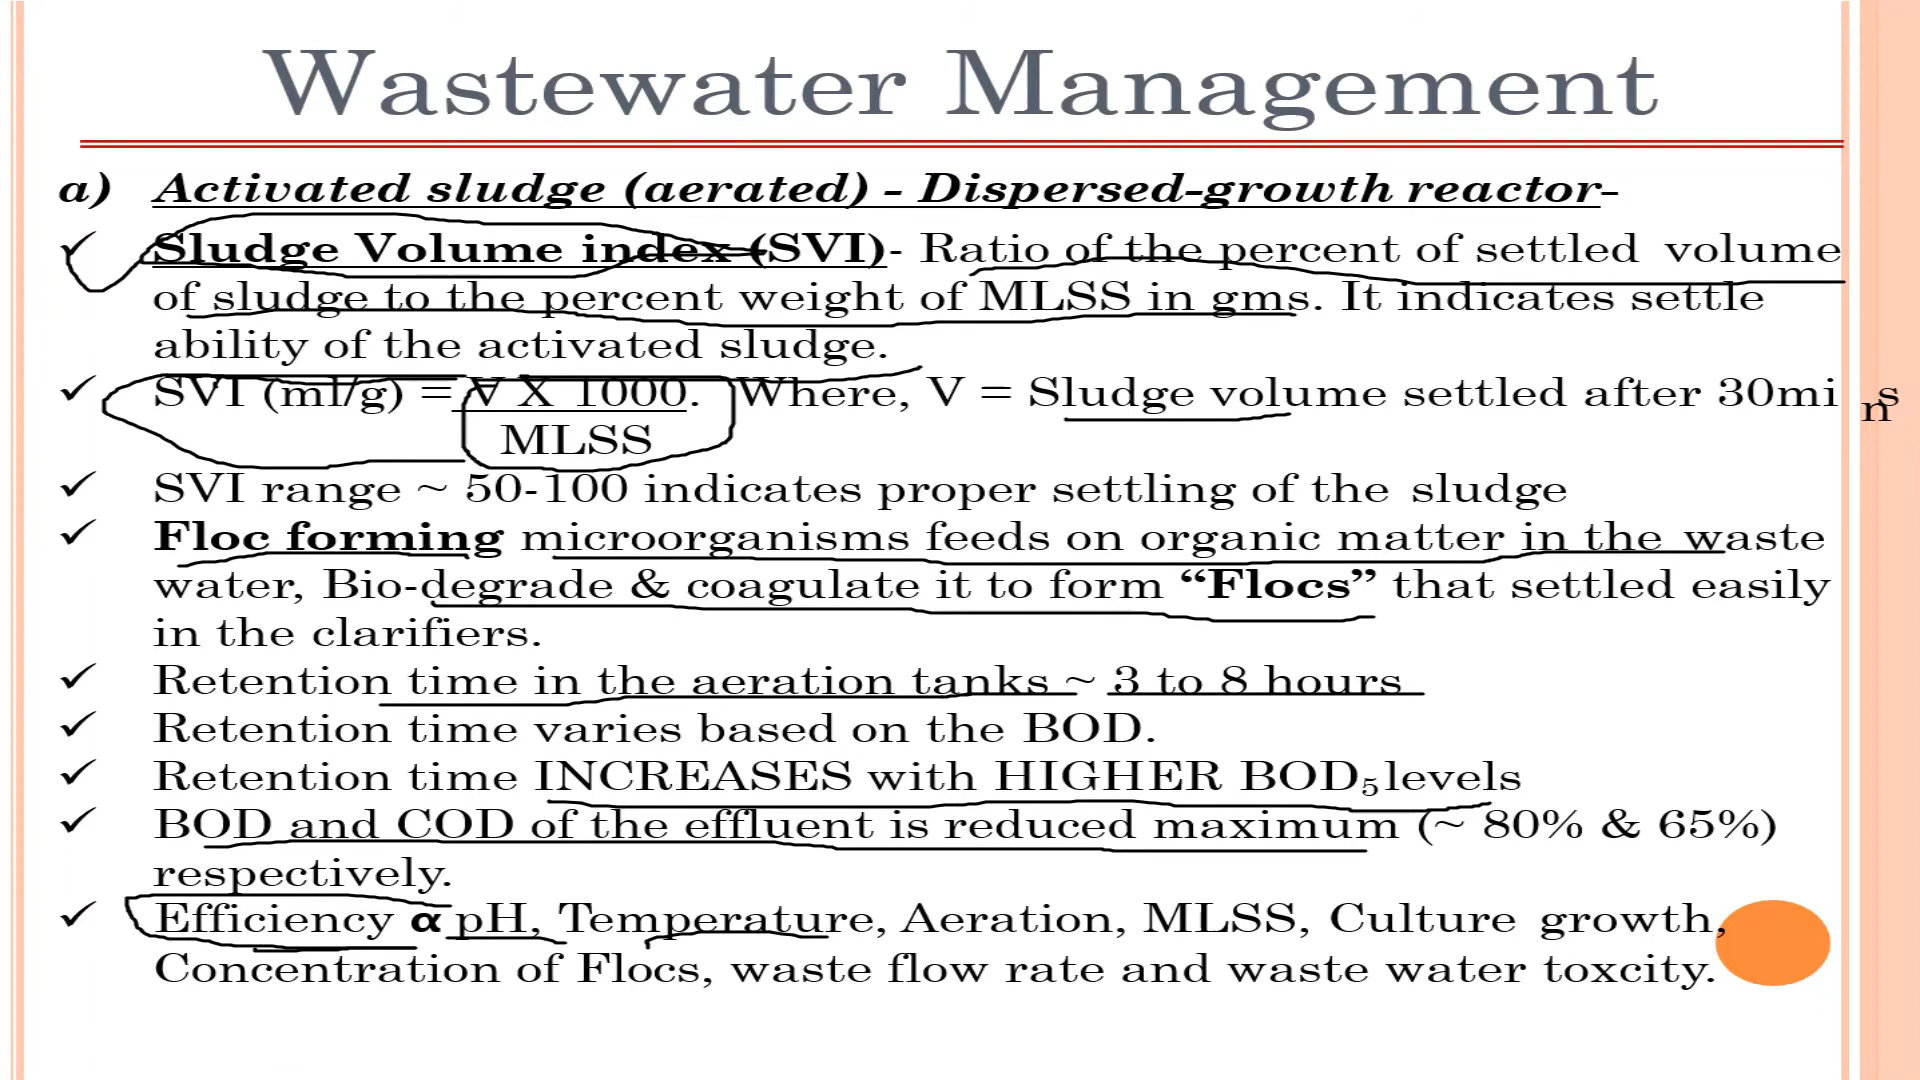 Wastewater Management
a) Activated sludge (aerated) - Dispersed-growth reactor-
✓ Sludge Volume index (SVI)- Ratio of the percent of settled volume
of sludge to the percent weight of MLSS in gms. It indicates settle
ability of the activated sludge.
✓ SVI (ml/g) = V X 1000. Where, V = Sludge volume settled after 30mins
MLSS
✓ SVI range ~ 50-100 indicates proper settling of the sludge
✓ Floc forming microorganisms feeds on organic matter in the waste
water, Bio-degrade & coagulate it to form “Flocs” that settled easily
in the clarifiers.
✓ Retention time in the aeration tanks ~ 3 to 8 hours
✓ Retention time varies based on the BOD.
✓ Retention time INCREASES with HIGHER BOD₅ levels
✓ BOD and COD of the effluent is reduced maximum (~ 80% & 65%)
respectively.
✓ Efficiency α pH, Temperature, Aeration, MLSS, Culture growth,
Concentration of Flocs, waste flow rate and waste water toxcity.